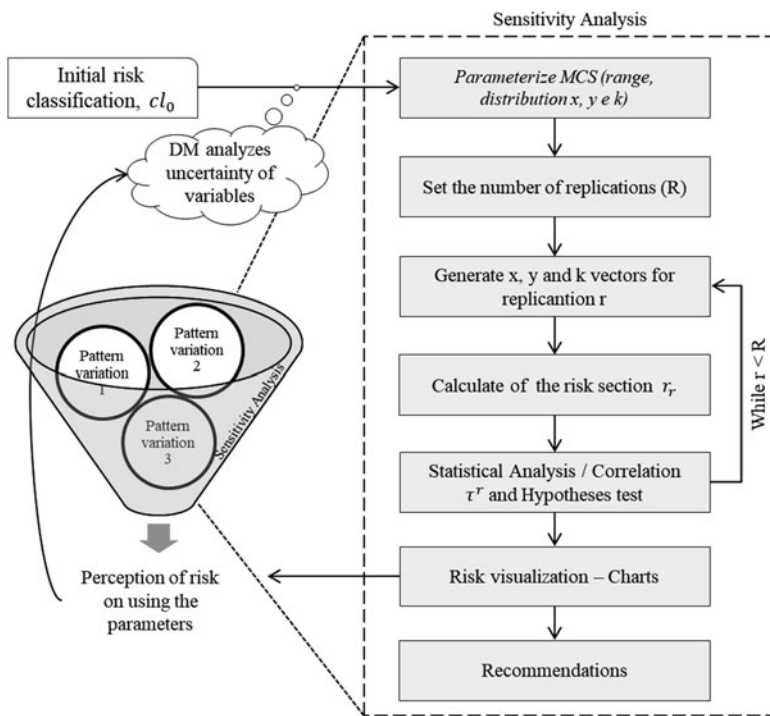 Sensitivity Analysis
Initial risk
classification, cl₀
Parameterize MCS (range,
distribution x, y e k)
DM analyzes
uncertainty of
variables
Set the number of replications (R)
Generate x, y and k vectors for
replicantion r
While r < R
Pattern
variation
1
Pattern
variation
2
Pattern
variation
3
Sensitivity Analysis
Calculate of the risk section rᵣ
Statistical Analysis / Correlation
τʳ and Hypotheses test
Perception of risk
on using the
parameters
Risk visualization – Charts
Recommendations